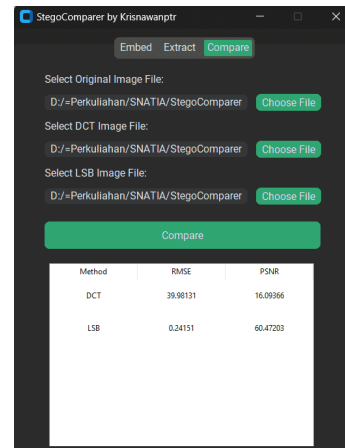 StegoComparer by Krisnawanptr
Embed Extract Compare
Select Original Image File:
D:/=Perkuliahan/SNATIA/StegoComparer Choose File
Select DCT Image File:
D:/=Perkuliahan/SNATIA/StegoComparer Choose File
Select LSB Image File:
D:/=Perkuliahan/SNATIA/StegoComparer Choose File
Compare
Method RMSE PSNR
DCT 39.98131 16.09366
LSB 0.24151 60.47203